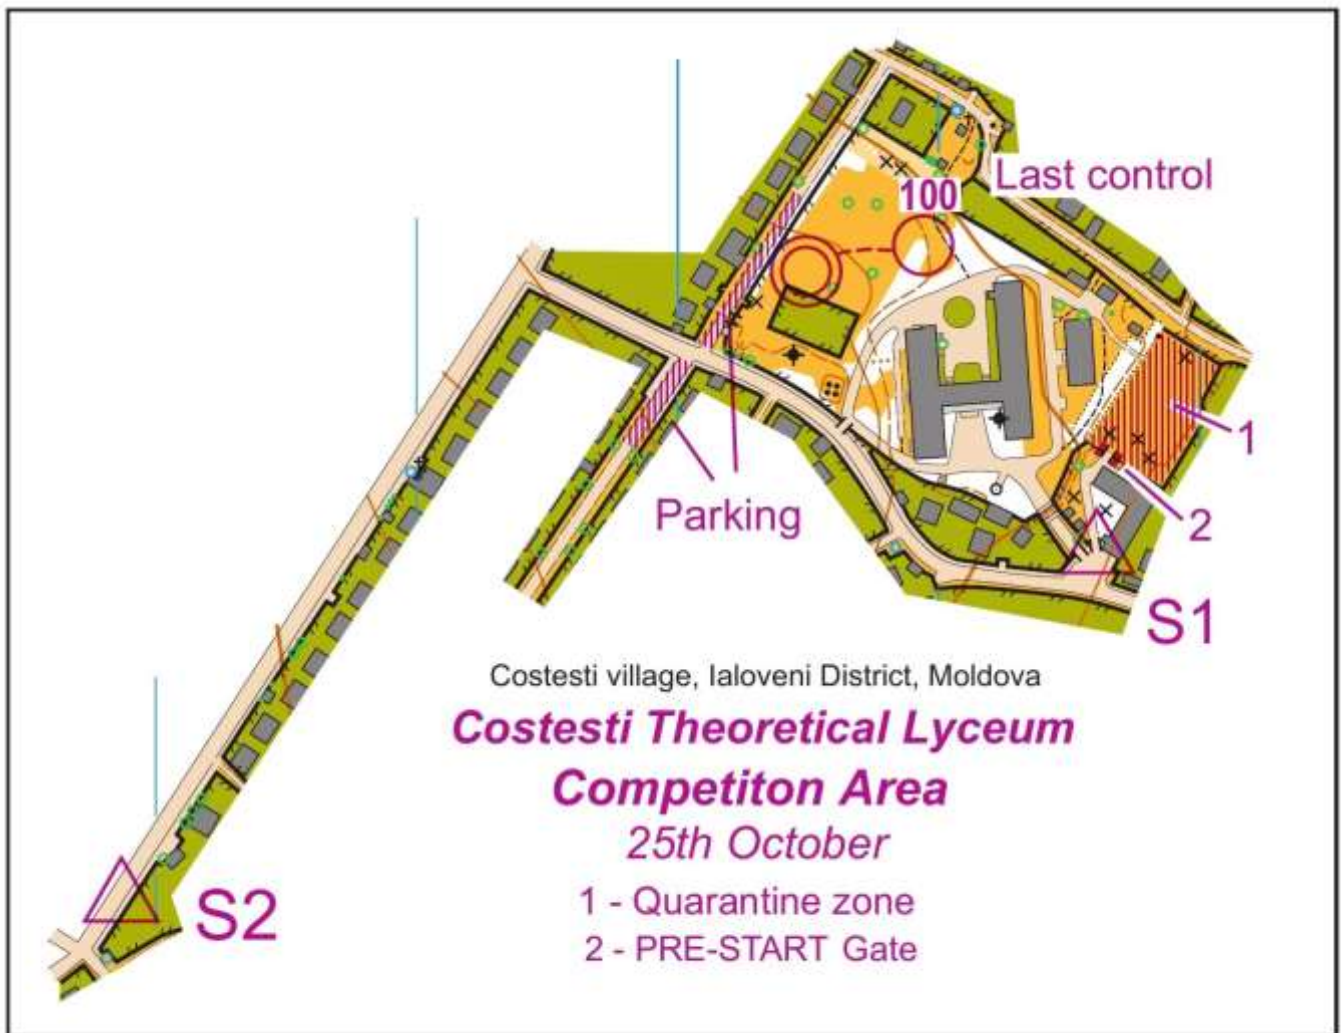 Last control
100
1
2
Parking
S1
Costesti village, Ialoveni District, Moldova
Costesti Theoretical Lyceum
Competiton Area
25th October
S2
1 - Quarantine zone
2 - PRE-START Gate